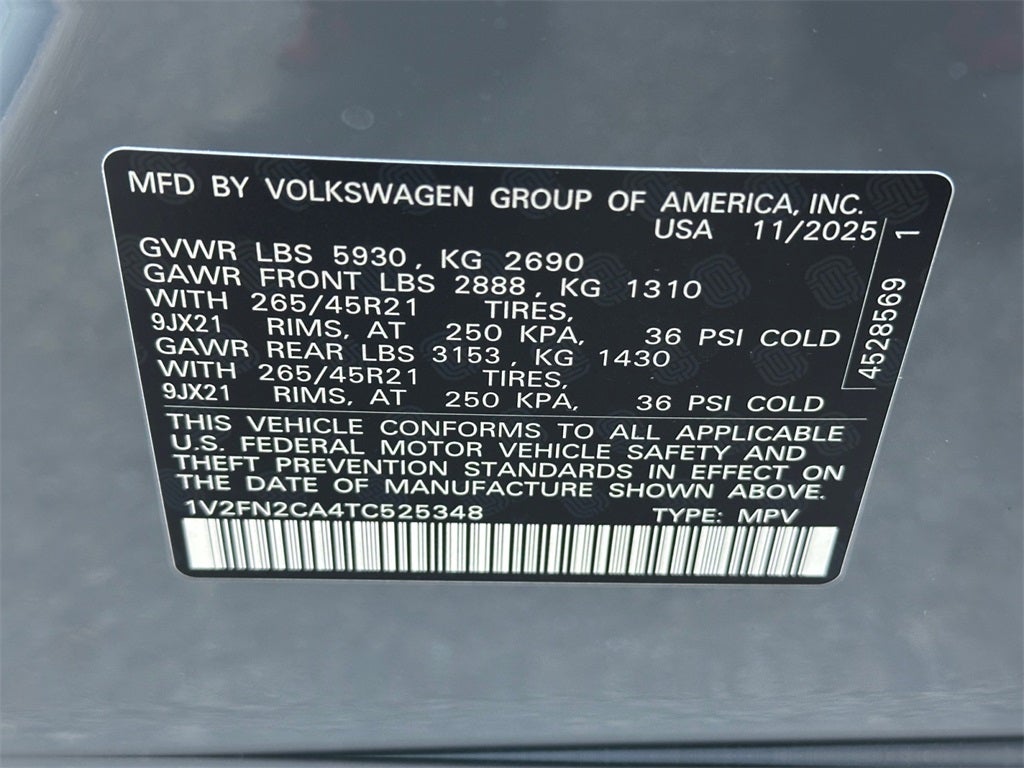 MFD BY VOLKSWAGEN GROUP OF AMERICA, INC.
USA 11/2025
GVWR LBS 5930, KG 2690
GAWR FRONT LBS 2888, KG 1310
WITH 265/45R21 TIRES,
9JX21 RIMS, AT 250 KPA, 36 PSI COLD
GAWR REAR LBS 3153, KG 1430
WITH 265/45R21 TIRES,
9JX21 RIMS, AT 250 KPA, 36 PSI COLD
4528569 1
THIS VEHICLE CONFORMS TO ALL APPLICABLE
U.S. FEDERAL MOTOR VEHICLE SAFETY AND
THEFT PREVENTION STANDARDS IN EFFECT ON
THE DATE OF MANUFACTURE SHOWN ABOVE.
1V2FN2CA4TC525348 TYPE: MPV